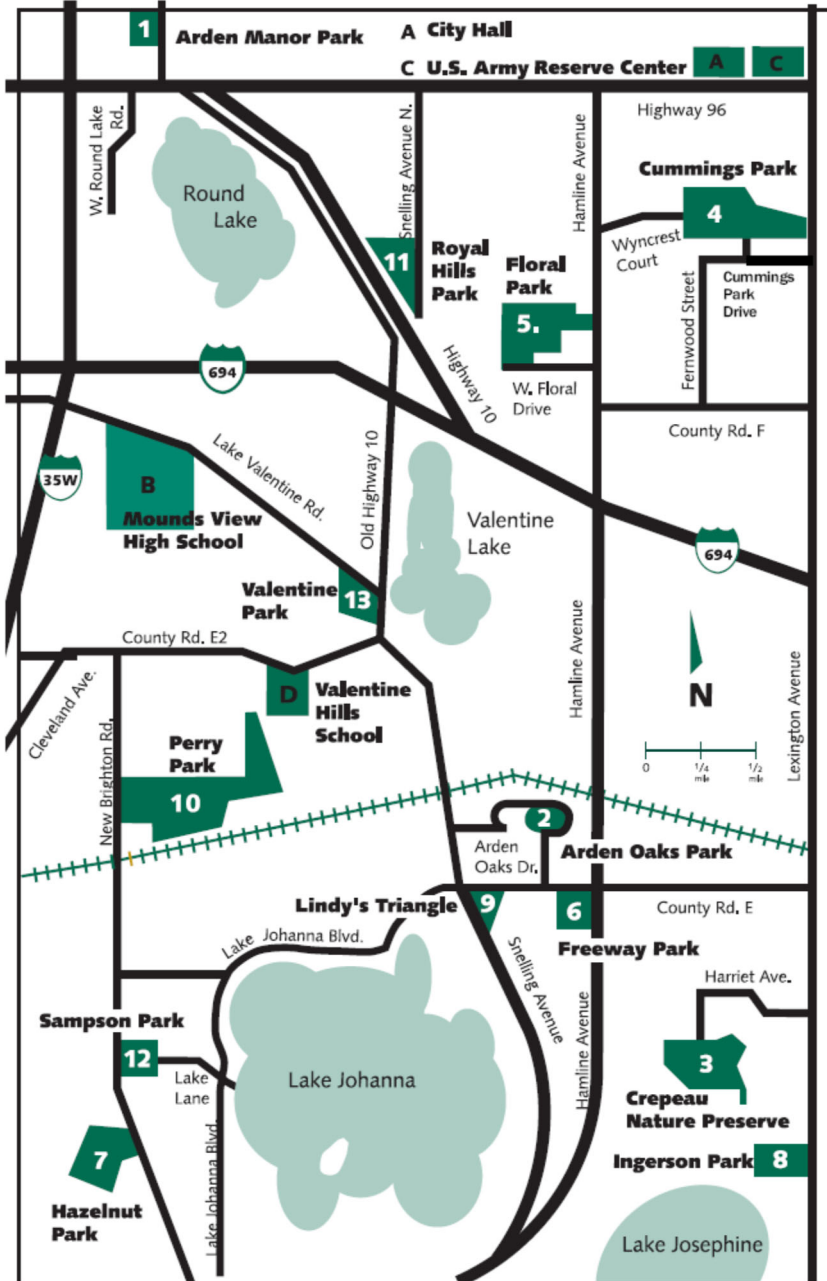 1 Arden Manor Park
A City Hall
C U.S. Army Reserve Center A C
Highway 96
W. Round Lake
Rd.
Snelling Avenue N.
Hamline Avenue
Cummings Park
4
Round
Lake
Wyncrest
Court
11
Royal
Hills
Park
Floral
Park
5.
Fernwood Street
Cummings
Park
Drive
694
Highway 10
W. Floral
Drive
County Rd. F
35W
B
Mounds View
High School
Lake Valentine Rd.
Old Highway 10
Valentine
Lake
694
Valentine
Park
13
County Rd. E2
Hamline Avenue
N
Lexington Avenue
0
1/4
mile
1/2
mile
Cleveland Ave.
D
Valentine
Hills
School
New Brighton Rd.
Perry
Park
10
2
Arden
Oaks Dr.
Arden Oaks Park
Lindy's Triangle
9
6
County Rd. E
Freeway Park
Lake Johanna Blvd.
Snelling Avenue
Hamline Avenue
Harriet Ave.
Sampson Park
12
Lake
Lane
Lake Johanna
3
Crepeau
Nature Preserve
7
Hazelnut
Park
Lake Johanna Blvd.
Ingerson Park 8
Lake Josephine